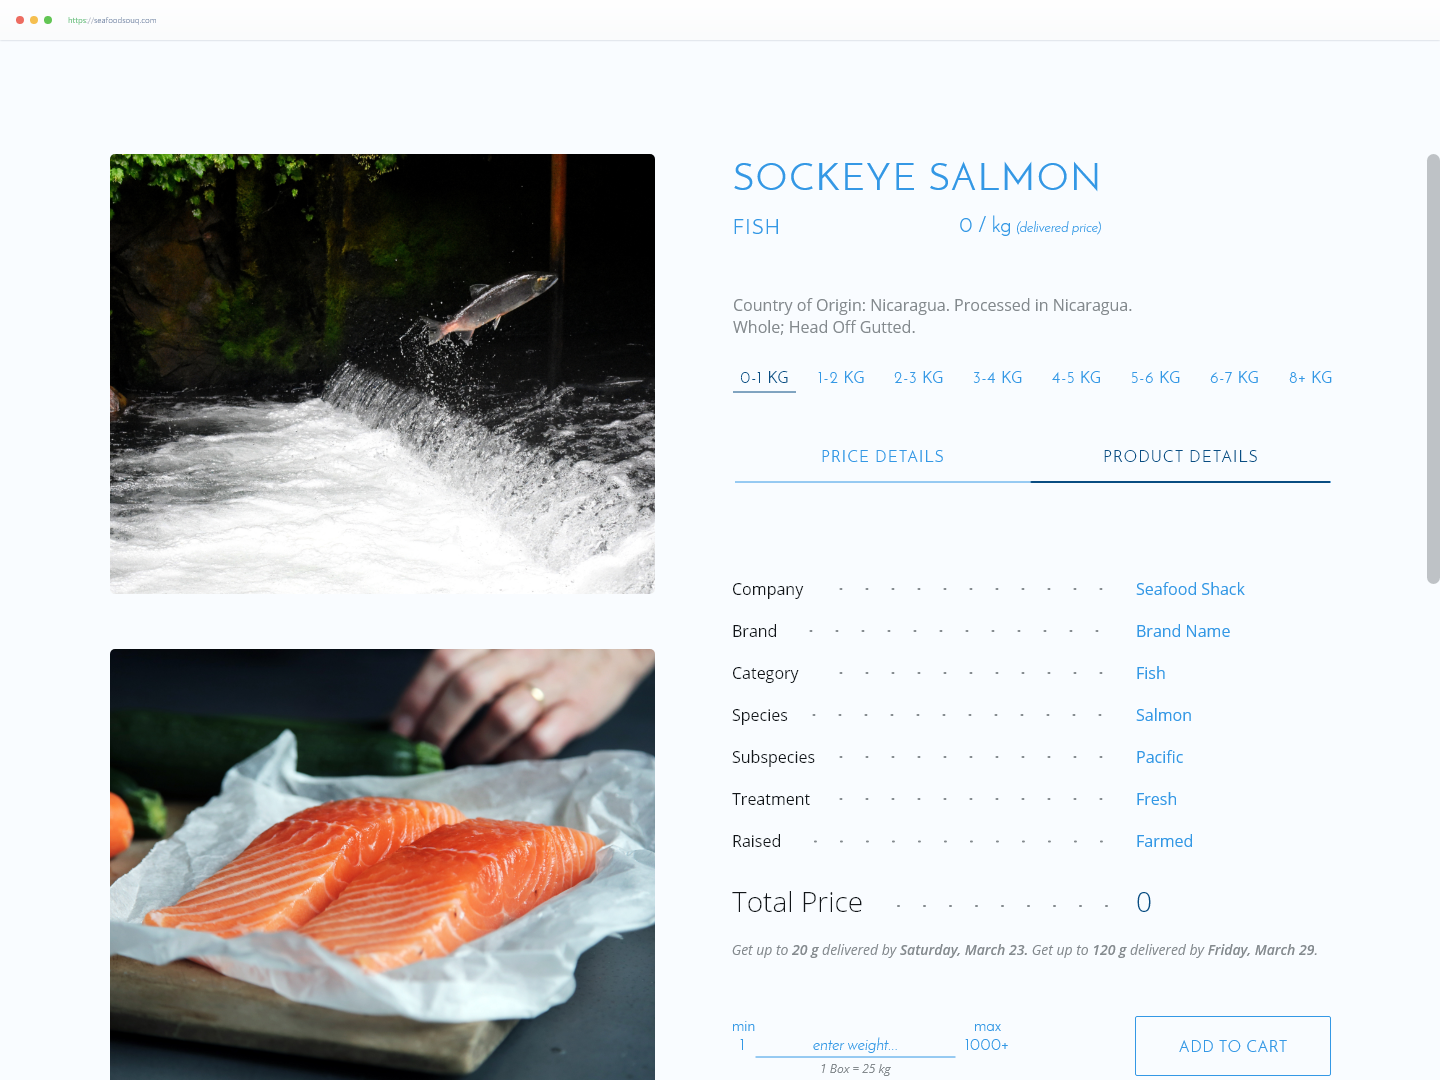 https://seafoodsouq.com
SOCKEYE SALMON
FISH
0 / kg (delivered price)
Country of Origin: Nicaragua. Processed in Nicaragua.
Whole; Head Off Gutted.
0-1 KG 1-2 KG 2-3 KG 3-4 KG 4-5 KG 5-6 KG 6-7 KG 8+ KG
PRICE DETAILS PRODUCT DETAILS
Company . . . . . . . . . . . Seafood Shack
Brand . . . . . . . . . . . . Brand Name
Category . . . . . . . . . . . Fish
Species . . . . . . . . . . . . Salmon
Subspecies . . . . . . . . . . . Pacific
Treatment . . . . . . . . . . . Fresh
Raised . . . . . . . . . . . . Farmed
Total Price . . . . . . . . . 0
Get up to 20 g delivered by Saturday, March 23. Get up to 120 g delivered by Friday, March 29.
min max
1 enter weight... 1000+
1 Box = 25 kg
ADD TO CART